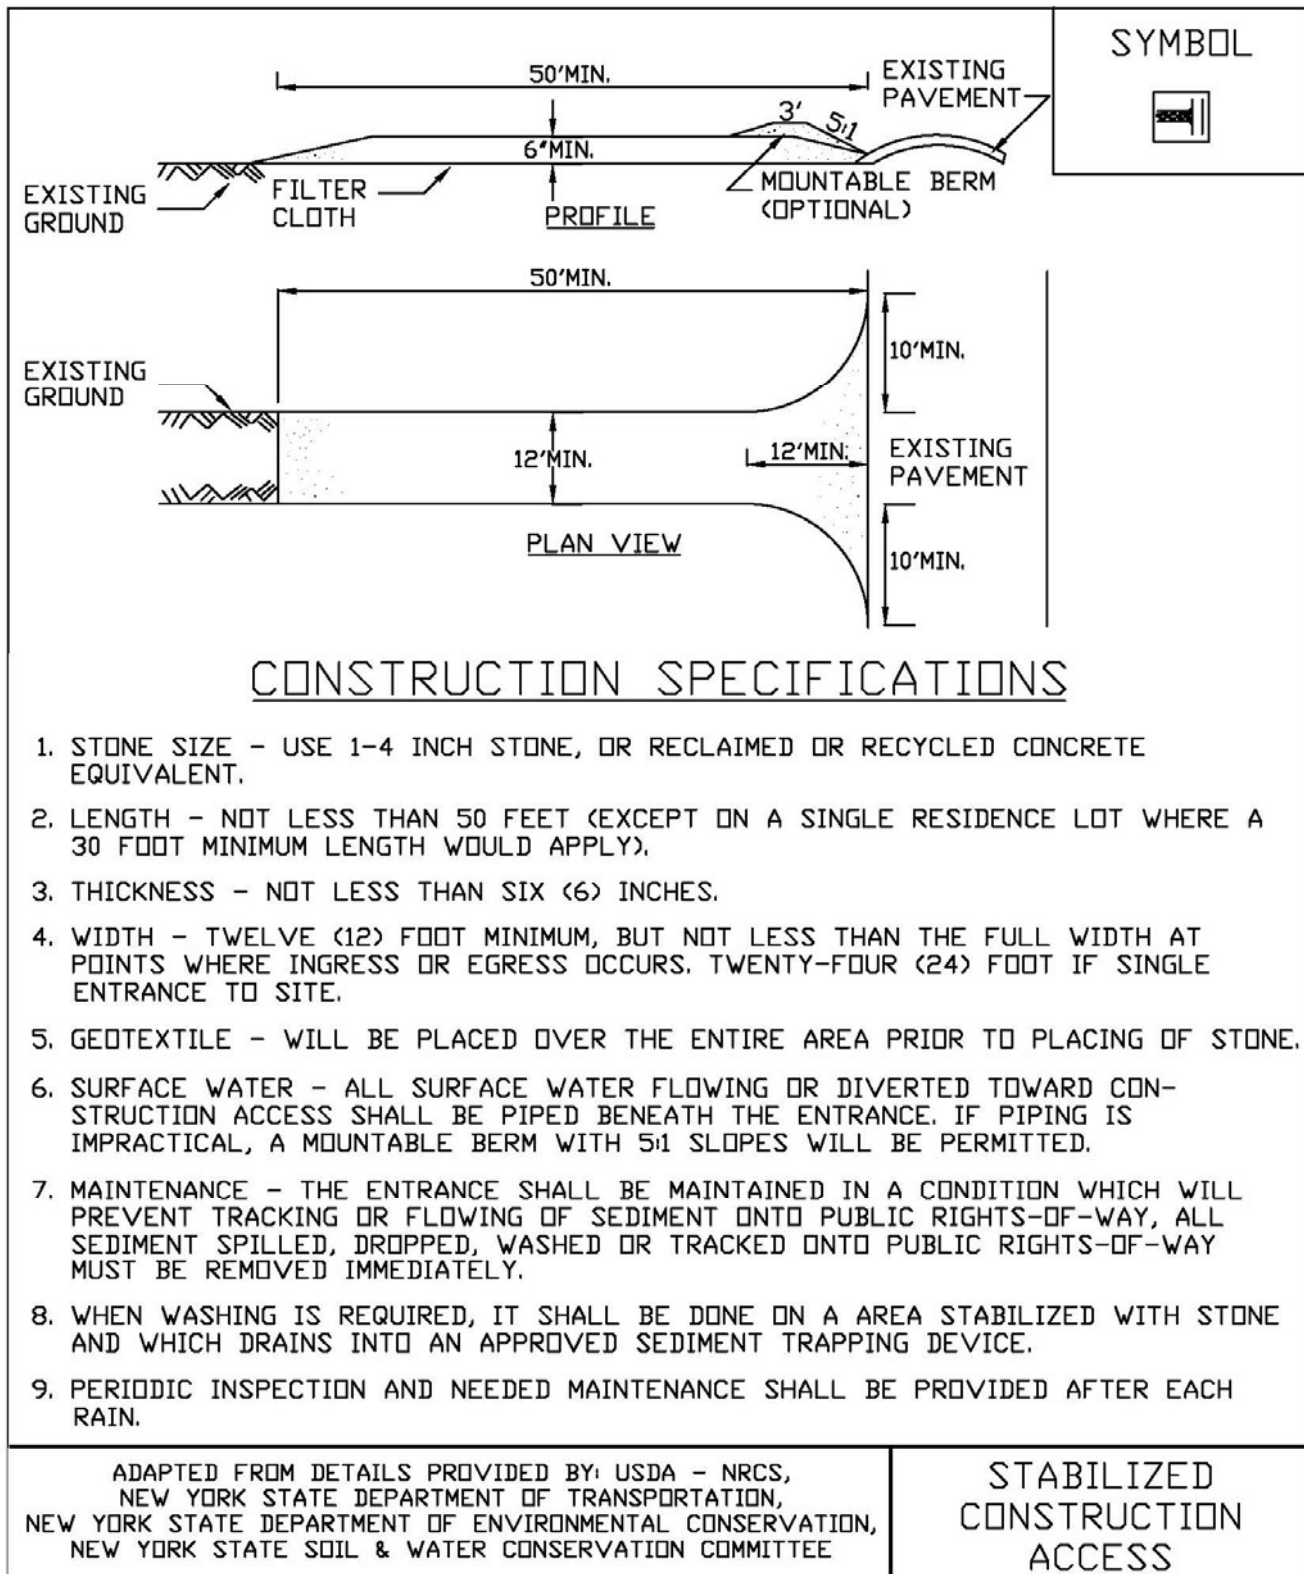 SYMBOL
50'MIN.
EXISTING
PAVEMENT
3'
5:1
6"MIN.
EXISTING
GROUND
FILTER
CLOTH
PROFILE
MOUNTABLE BERM
(OPTIONAL)
50'MIN.
10'MIN.
EXISTING
GROUND
12'MIN.
12'MIN.
EXISTING
PAVEMENT
PLAN VIEW
10'MIN.
CONSTRUCTION SPECIFICATIONS
1. STONE SIZE - USE 1-4 INCH STONE, OR RECLAIMED OR RECYCLED CONCRETE
EQUIVALENT.
2. LENGTH - NOT LESS THAN 50 FEET (EXCEPT ON A SINGLE RESIDENCE LOT WHERE A
30 FOOT MINIMUM LENGTH WOULD APPLY).
3. THICKNESS - NOT LESS THAN SIX (6) INCHES.
4. WIDTH - TWELVE (12) FOOT MINIMUM, BUT NOT LESS THAN THE FULL WIDTH AT
POINTS WHERE INGRESS OR EGRESS OCCURS. TWENTY-FOUR (24) FOOT IF SINGLE
ENTRANCE TO SITE.
5. GEOTEXTILE - WILL BE PLACED OVER THE ENTIRE AREA PRIOR TO PLACING OF STONE.
6. SURFACE WATER - ALL SURFACE WATER FLOWING OR DIVERTED TOWARD CON-
STRUCTION ACCESS SHALL BE PIPED BENEATH THE ENTRANCE. IF PIPING IS
IMPRACTICAL, A MOUNTABLE BERM WITH 5:1 SLOPES WILL BE PERMITTED.
7. MAINTENANCE - THE ENTRANCE SHALL BE MAINTAINED IN A CONDITION WHICH WILL
PREVENT TRACKING OR FLOWING OF SEDIMENT ONTO PUBLIC RIGHTS-OF-WAY, ALL
SEDIMENT SPILLED, DROPPED, WASHED OR TRACKED ONTO PUBLIC RIGHTS-OF-WAY
MUST BE REMOVED IMMEDIATELY.
8. WHEN WASHING IS REQUIRED, IT SHALL BE DONE ON A AREA STABILIZED WITH STONE
AND WHICH DRAINS INTO AN APPROVED SEDIMENT TRAPPING DEVICE.
9. PERIODIC INSPECTION AND NEEDED MAINTENANCE SHALL BE PROVIDED AFTER EACH
RAIN.
ADAPTED FROM DETAILS PROVIDED BY: USDA - NRCS,
NEW YORK STATE DEPARTMENT OF TRANSPORTATION,
NEW YORK STATE DEPARTMENT OF ENVIRONMENTAL CONSERVATION,
NEW YORK STATE SOIL & WATER CONSERVATION COMMITTEE
STABILIZED
CONSTRUCTION
ACCESS